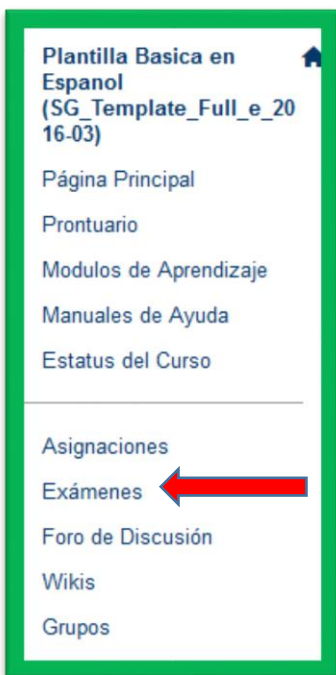 Plantilla Basica en
Espanol
(SG_Template_Full_e_20
16-03)
Página Principal
Prontuario
Modulos de Aprendizaje
Manuales de Ayuda
Estatus del Curso
Asignaciones
Exámenes
Foro de Discusión
Wikis
Grupos